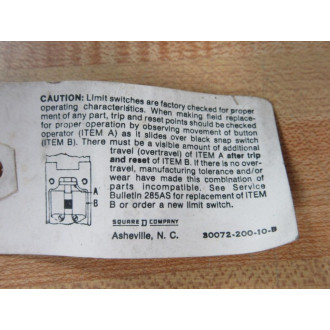 CAUTION: Limit switches are factory checked for proper
operating characteristics. When making field replace-
ment of any part, trip and reset points should be checked
for proper operation by observing movement of button
operator (ITEM A) as it slides over black snap switch
(ITEM B). There must be visible some additional
travel (overtravel) of ITEM A after trip
and reset of ITEM B. If there is no over-
travel, manufacturing tolerance and/or
wear have made this combination of
parts incompatible. See Service
Bulletin 285AS for replacement of ITEM
B or order a new limit switch.
A
B
SQUARE D COMPANY
Asheville, N. C. 30072-200-10-B